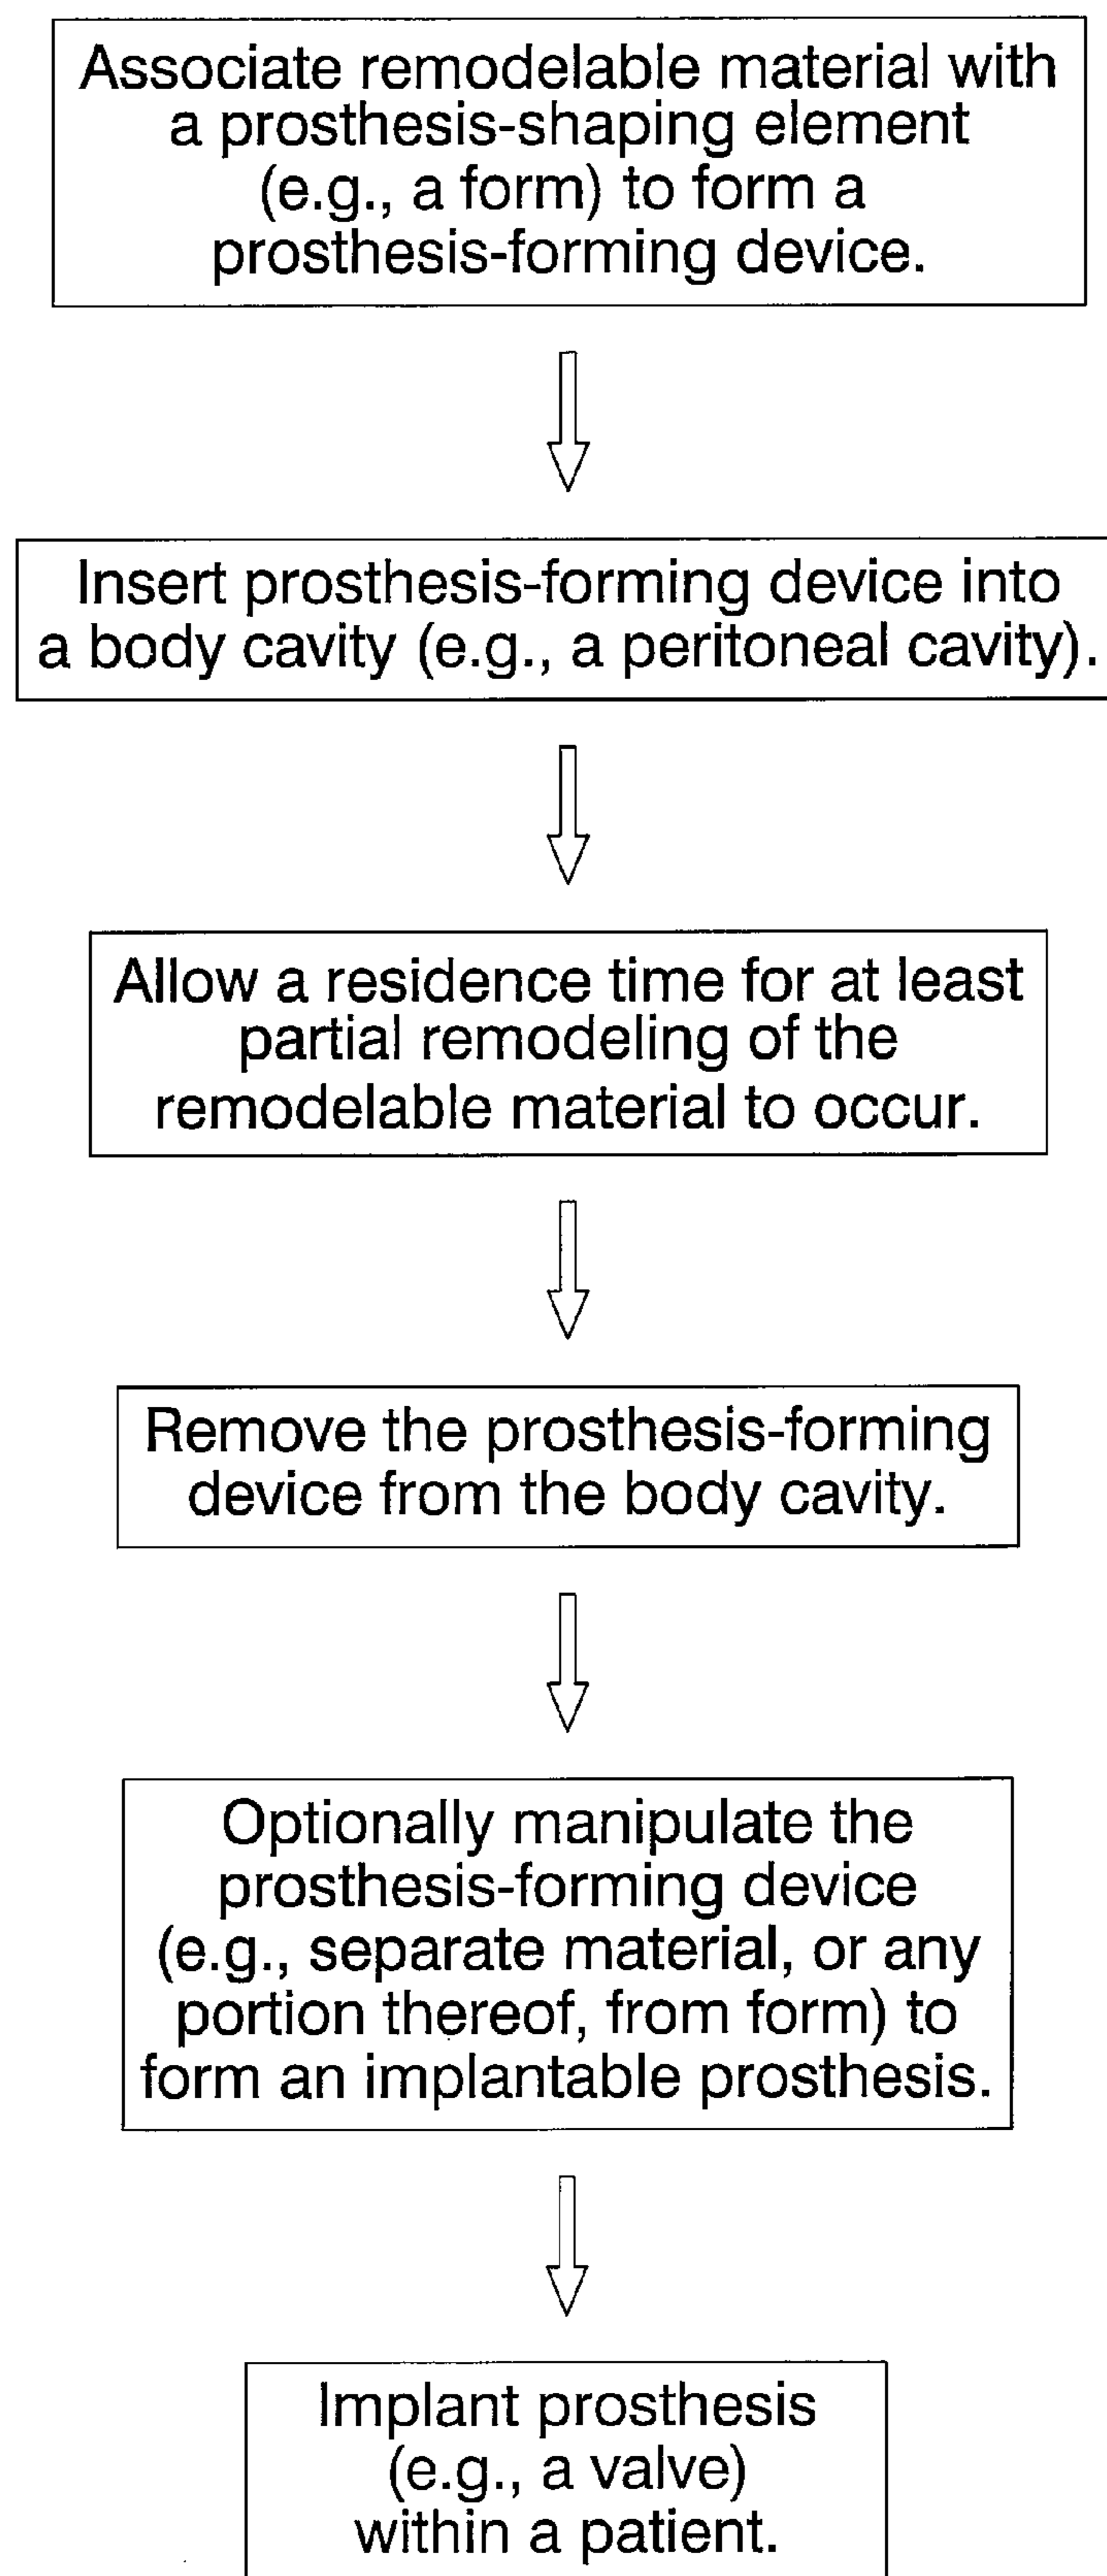 Associate remodelable material with
a prosthesis-shaping element
(e.g., a form) to form a
prosthesis-forming device.
Insert prosthesis-forming device into
a body cavity (e.g., a peritoneal cavity).
Allow a residence time for at least
partial remodeling of the
remodelable material to occur.
Remove the prosthesis-forming
device from the body cavity.
Optionally manipulate the
prosthesis-forming device
(e.g., separate material, or any
portion thereof, from form) to
form an implantable prosthesis.
Implant prosthesis
(e.g., a valve)
within a patient.